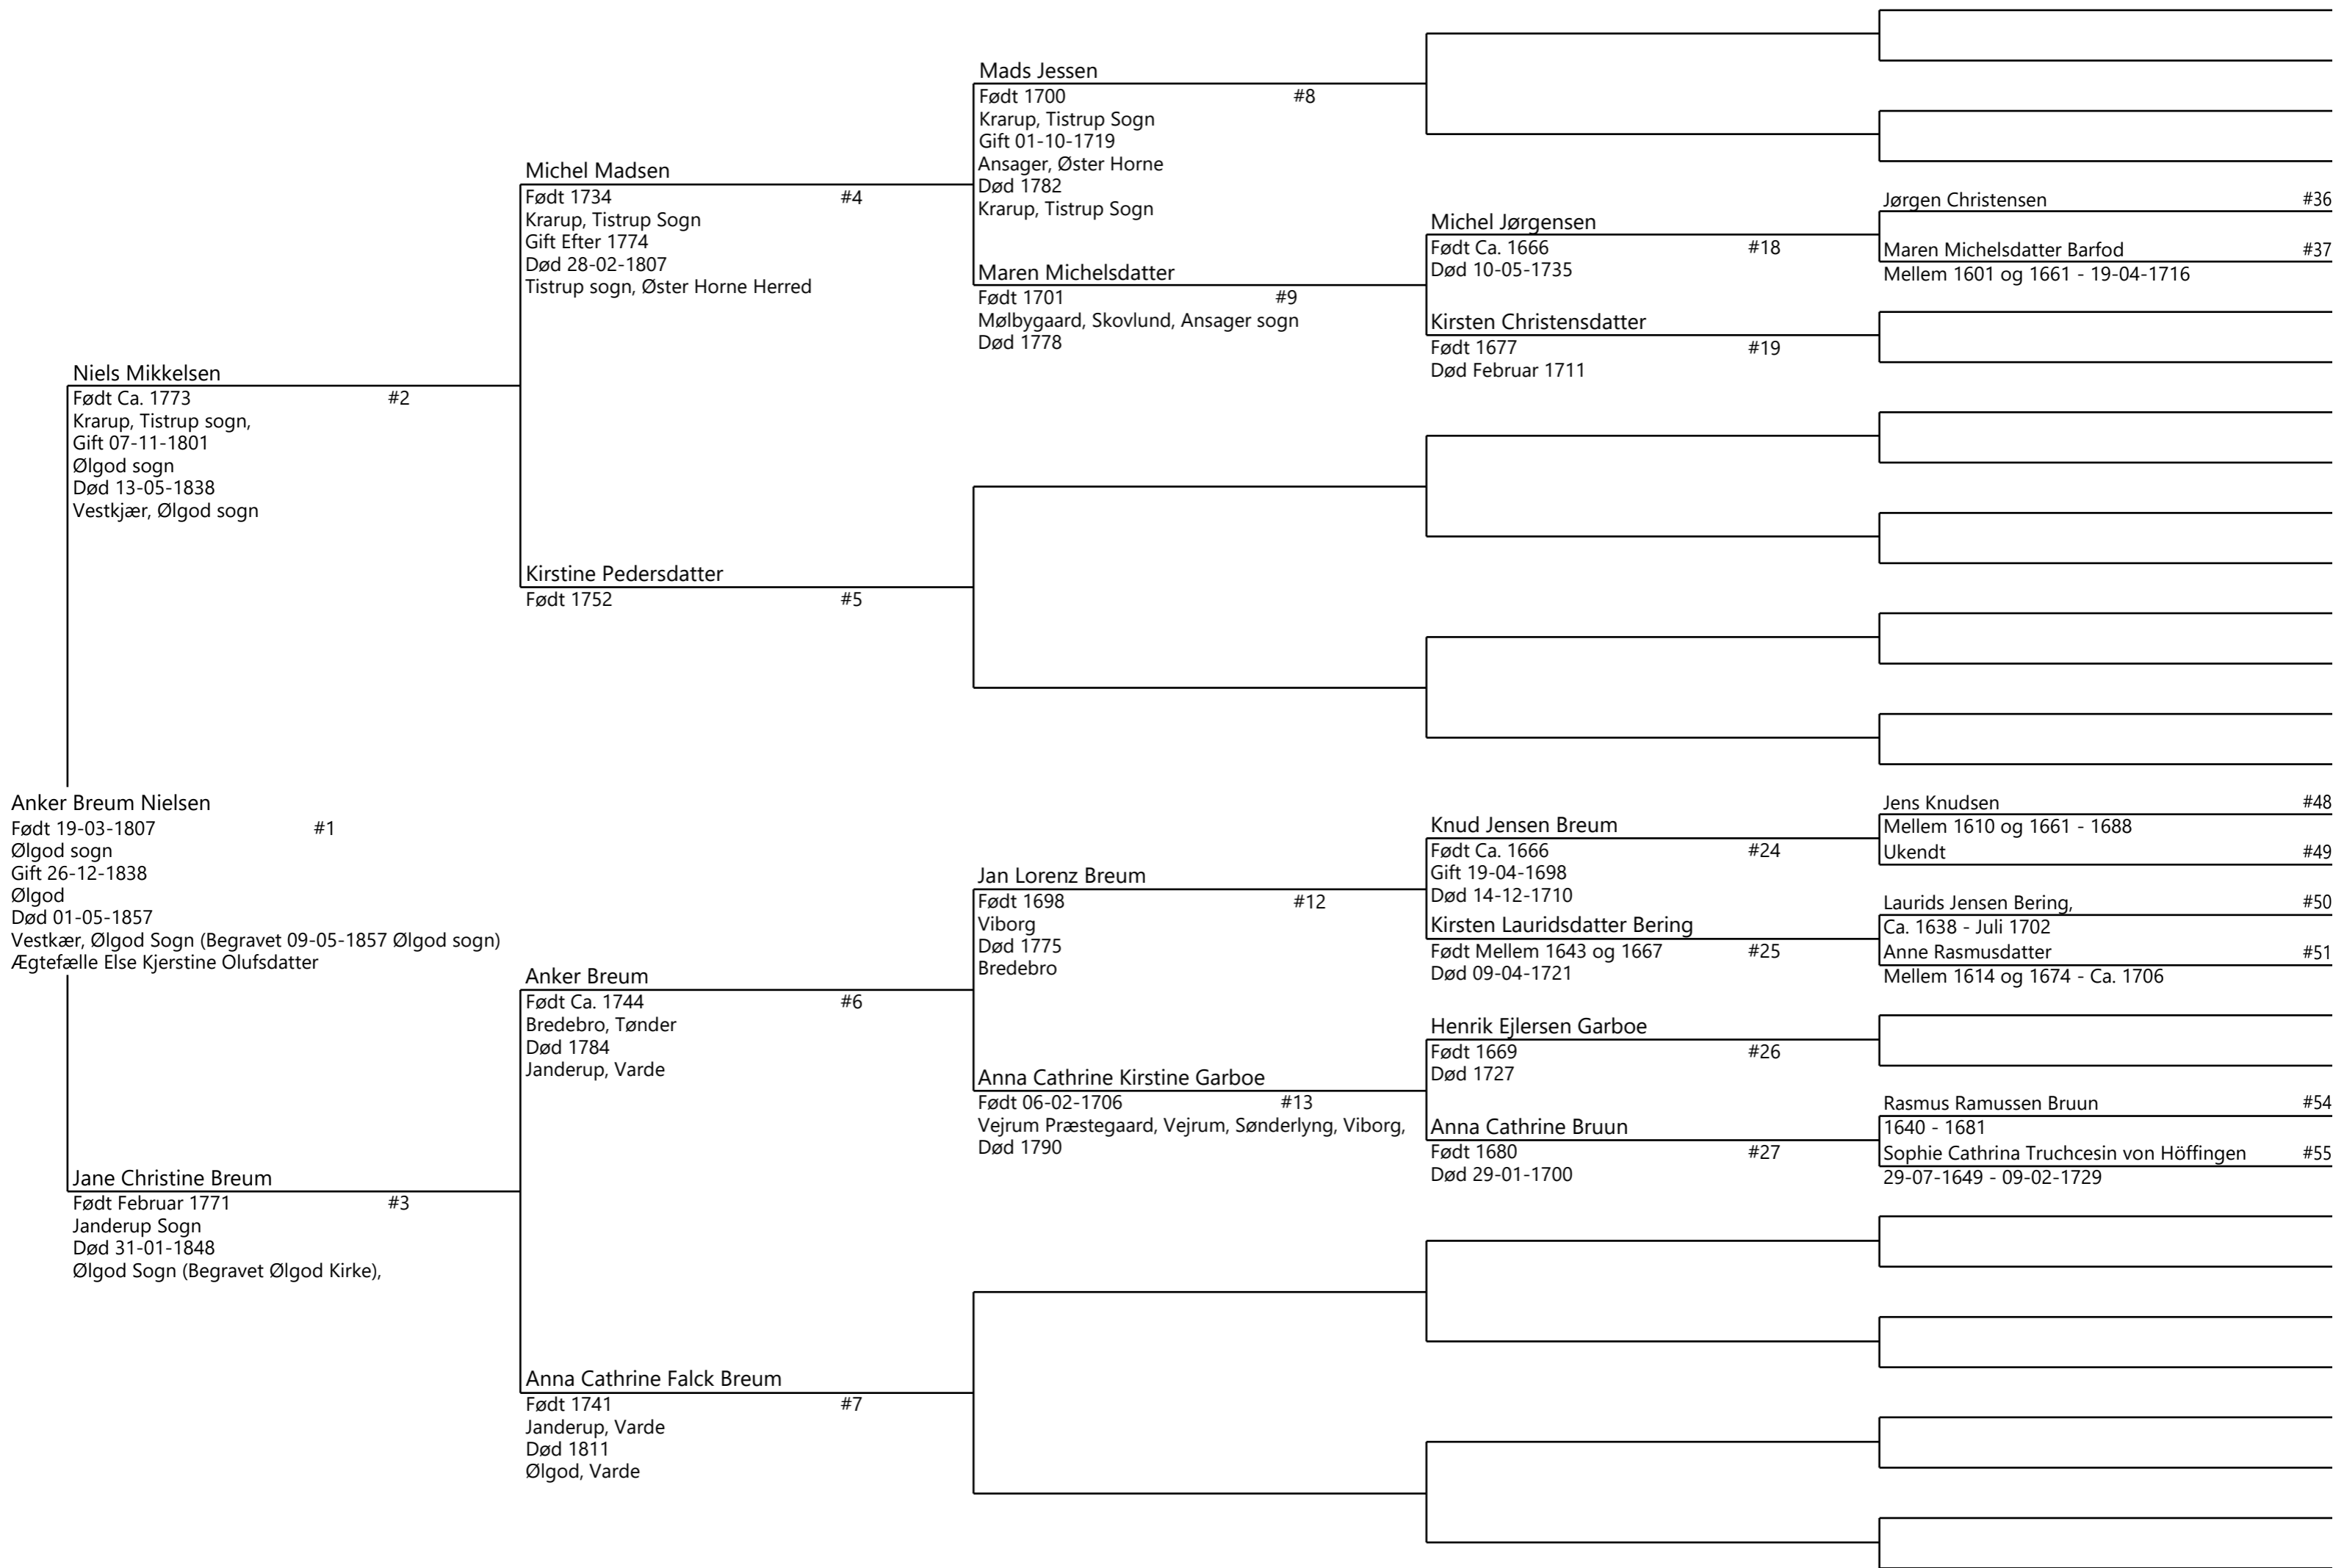 Anker Breum Nielsen
Født 19-03-1807 #1
Ølgod sogn
Gift 26-12-1838
Ølgod
Død 01-05-1857
Vestkær, Ølgod Sogn (Begravet 09-05-1857 Ølgod sogn)
Ægtefælle Else Kjerstine Olufsdatter
Niels Mikkelsen
Født Ca. 1773 #2
Krarup, Tistrup sogn,
Gift 07-11-1801
Ølgod sogn
Død 13-05-1838
Vestkjær, Ølgod sogn
Jane Christine Breum
Født Februar 1771 #3
Janderup Sogn
Død 31-01-1848
Ølgod Sogn (Begravet Ølgod Kirke),
Michel Madsen
Født 1734 #4
Krarup, Tistrup Sogn
Gift Efter 1774
Død 28-02-1807
Tistrup sogn, Øster Horne Herred
Kirstine Pedersdatter
Født 1752 #5
Anker Breum
Født Ca. 1744 #6
Bredebro, Tønder
Død 1784
Janderup, Varde
Anna Cathrine Falck Breum
Født 1741 #7
Janderup, Varde
Død 1811
Ølgod, Varde
Mads Jessen
Født 1700 #8
Krarup, Tistrup Sogn
Gift 01-10-1719
Ansager, Øster Horne
Død 1782
Krarup, Tistrup Sogn
Maren Michelsdatter
Født 1701 #9
Mølbygaard, Skovlund, Ansager sogn
Død 1778
Jan Lorenz Breum
Født 1698 #12
Viborg
Død 1775
Bredebro
Anna Cathrine Kirstine Garboe
Født 06-02-1706 #13
Vejrum Præstegaard, Vejrum, Sønderlyng, Viborg,
Død 1790
Michel Jørgensen
Født Ca. 1666 #18
Død 10-05-1735
Kirsten Christensdatter
Født 1677 #19
Død Februar 1711
Knud Jensen Breum
Født Ca. 1666 #24
Gift 19-04-1698
Død 14-12-1710
Kirsten Lauridsdatter Bering
Født Mellem 1643 og 1667 #25
Død 09-04-1721
Henrik Ejlersen Garboe
Født 1669 #26
Død 1727
Anna Cathrine Bruun
Født 1680 #27
Død 29-01-1700
Jørgen Christensen #36
Maren Michelsdatter Barfod #37
Mellem 1601 og 1661 - 19-04-1716
Jens Knudsen #48
Mellem 1610 og 1661 - 1688
Ukendt #49
Laurids Jensen Bering, #50
Ca. 1638 - Juli 1702
Anne Rasmusdatter #51
Mellem 1614 og 1674 - Ca. 1706
Rasmus Ramussen Bruun #54
1640 - 1681
Sophie Cathrina Truchcesin von Höffingen #55
29-07-1649 - 09-02-1729